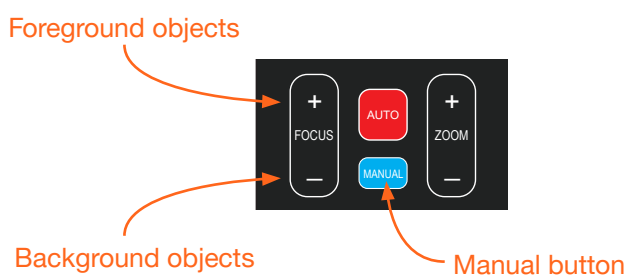 Foreground objects
+
+
AUTO
FOCUS
ZOOM
MANUAL
–
–
Background objects
Manual button